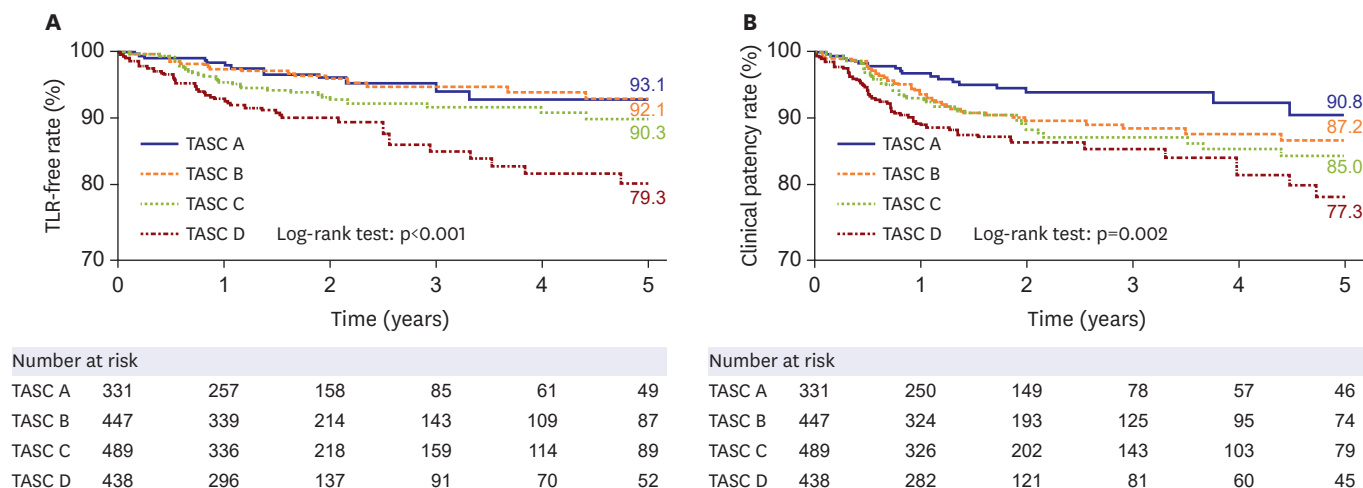 A
TLR-free rate (%)
100
90
80
70
93.1
92.1
90.3
79.3
TASC A
TASC B
TASC C
TASC D
Log-rank test: p<0.001
0 1 2 3 4 5
Time (years)
Number at risk
TASC A 331 257 158 85 61 49
TASC B 447 339 214 143 109 87
TASC C 489 336 218 159 114 89
TASC D 438 296 137 91 70 52
B
Clinical patency rate (%)
100
90
80
70
90.8
87.2
85.0
77.3
TASC A
TASC B
TASC C
TASC D
Log-rank test: p=0.002
0 1 2 3 4 5
Time (years)
Number at risk
TASC A 331 250 149 78 57 46
TASC B 447 324 193 125 95 74
TASC C 489 326 202 143 103 79
TASC D 438 282 121 81 60 45